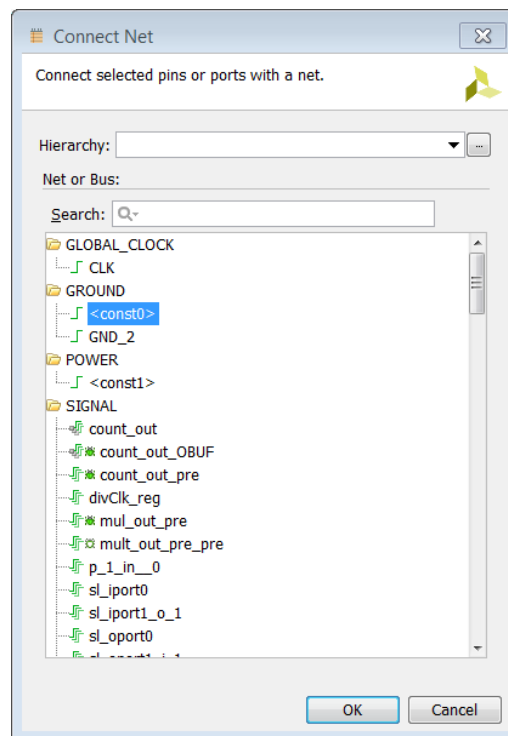 Connect Net
Connect selected pins or ports with a net.
Hierarchy:
...
Net or Bus:
Search:
GLOBAL_CLOCK
CLK
GROUND
<const0>
GND_2
POWER
<const1>
SIGNAL
count_out
count_out_OBUF
count_out_pre
divClk_reg
mul_out_pre
mult_out_pre_pre
p_1_in__0
sl_iport0
sl_iport1_o_1
sl_oport0
OK Cancel